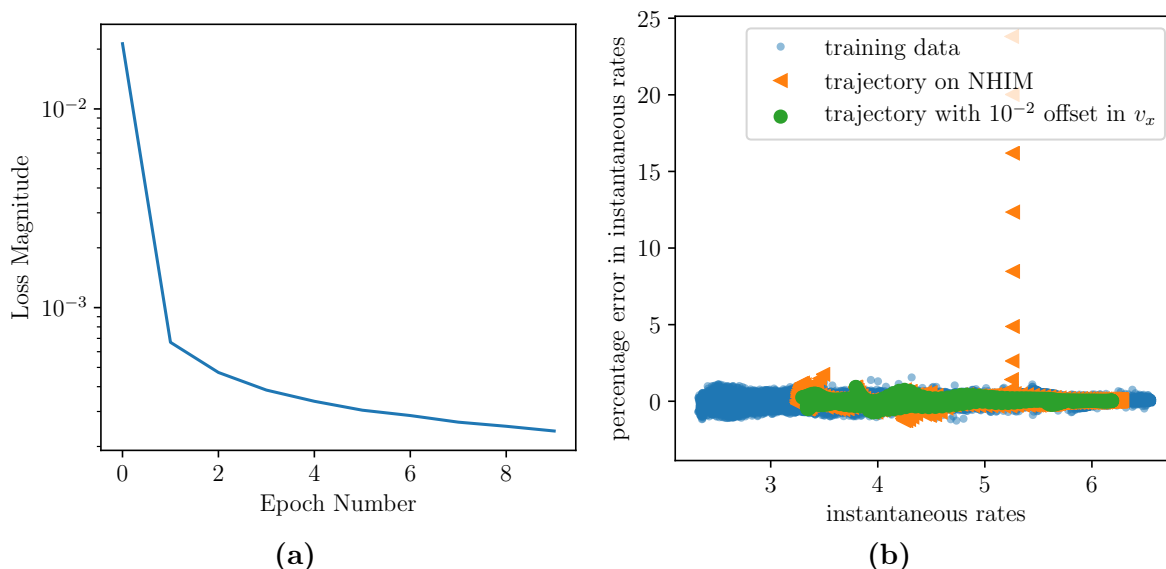 10⁻²
10⁻³
Loss Magnitude
0
2
4
6
8
Epoch Number
(a)
25
20
15
10
5
0
percentage error in instantaneous rates
training data
trajectory on NHIM
trajectory with 10⁻² offset in vₓ
3
4
5
6
instantaneous rates
(b)